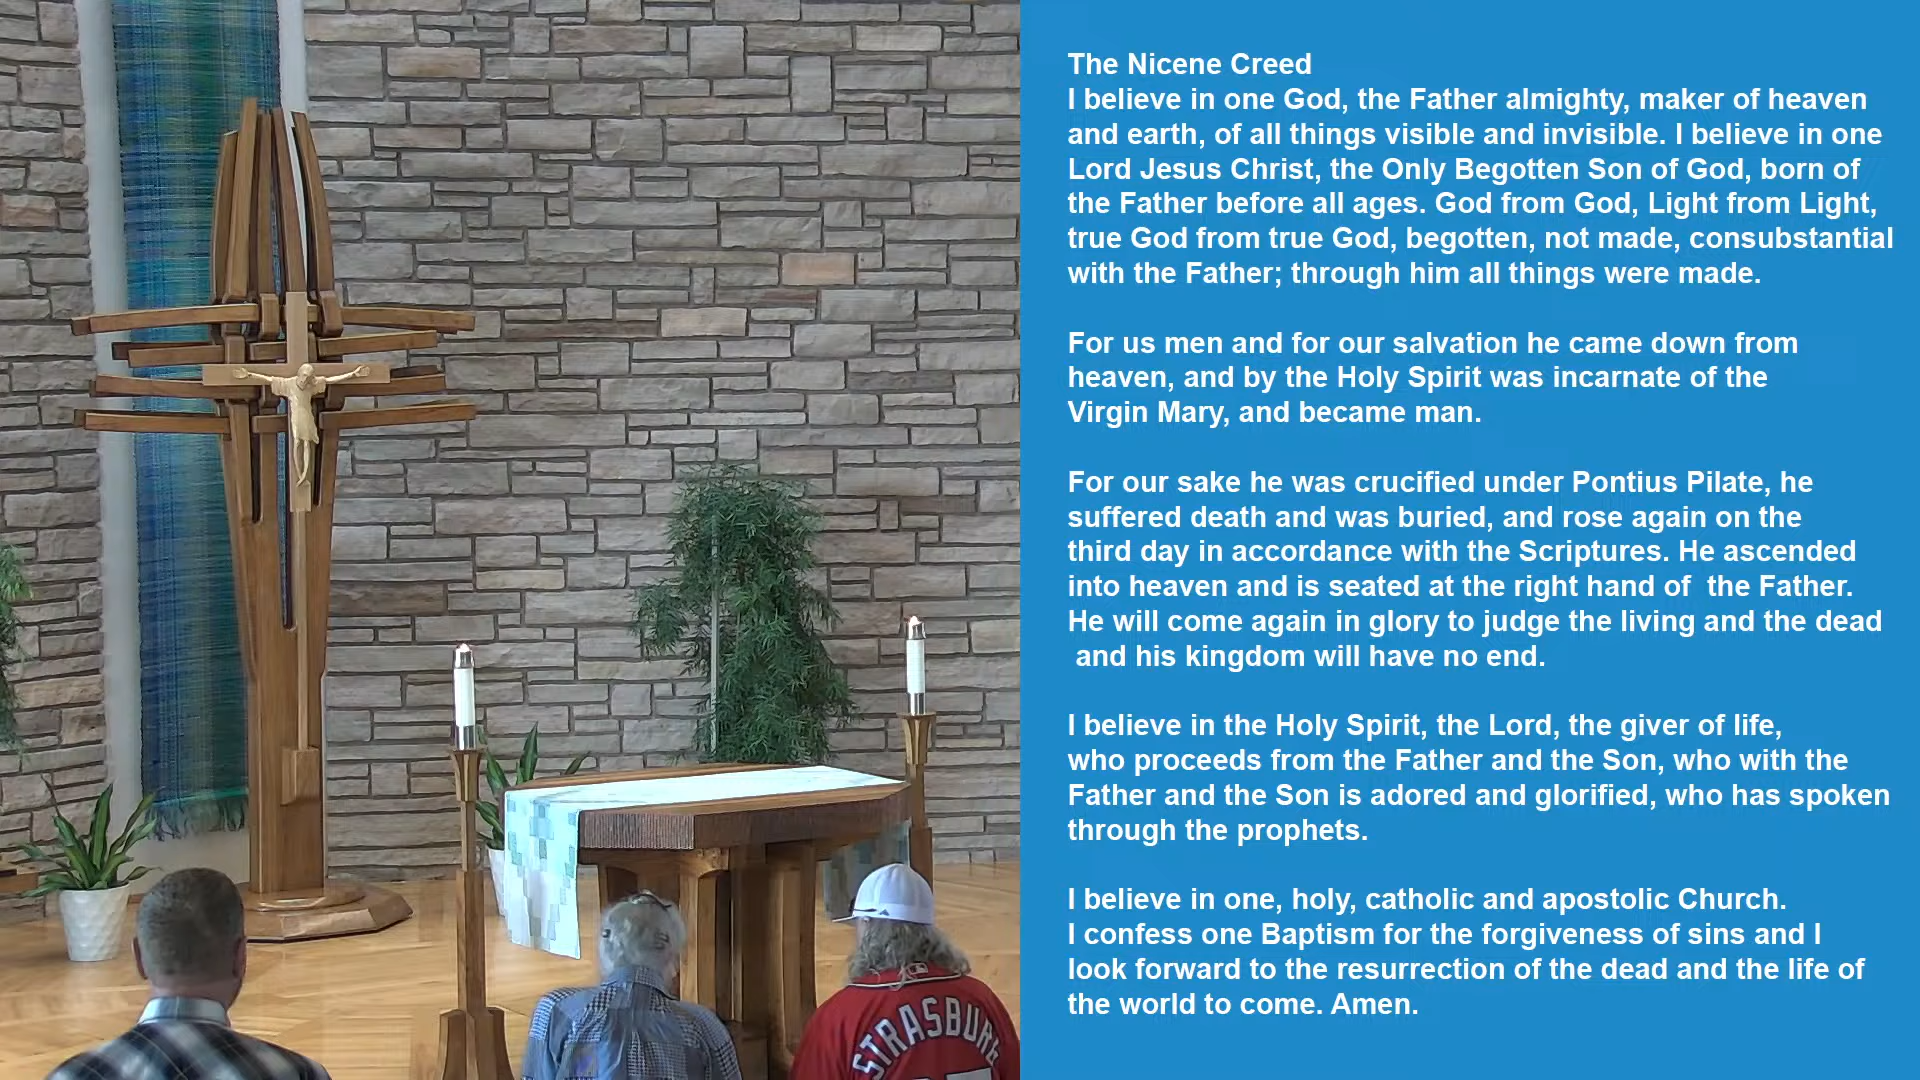 The Nicene Creed
I believe in one God, the Father almighty, maker of heaven
and earth, of all things visible and invisible. I believe in one
Lord Jesus Christ, the Only Begotten Son of God, born of
the Father before all ages. God from God, Light from Light,
true God from true God, begotten, not made, consubstantial
with the Father; through him all things were made.
For us men and for our salvation he came down from
heaven, and by the Holy Spirit was incarnate of the
Virgin Mary, and became man.
For our sake he was crucified under Pontius Pilate, he
suffered death and was buried, and rose again on the
third day in accordance with the Scriptures. He ascended
into heaven and is seated at the right hand of  the Father.
He will come again in glory to judge the living and the dead
 and his kingdom will have no end.
I believe in the Holy Spirit, the Lord, the giver of life,
who proceeds from the Father and the Son, who with the
Father and the Son is adored and glorified, who has spoken
through the prophets.
I believe in one, holy, catholic and apostolic Church.
I confess one Baptism for the forgiveness of sins and I
look forward to the resurrection of the dead and the life of
the world to come. Amen.
STRASBURG